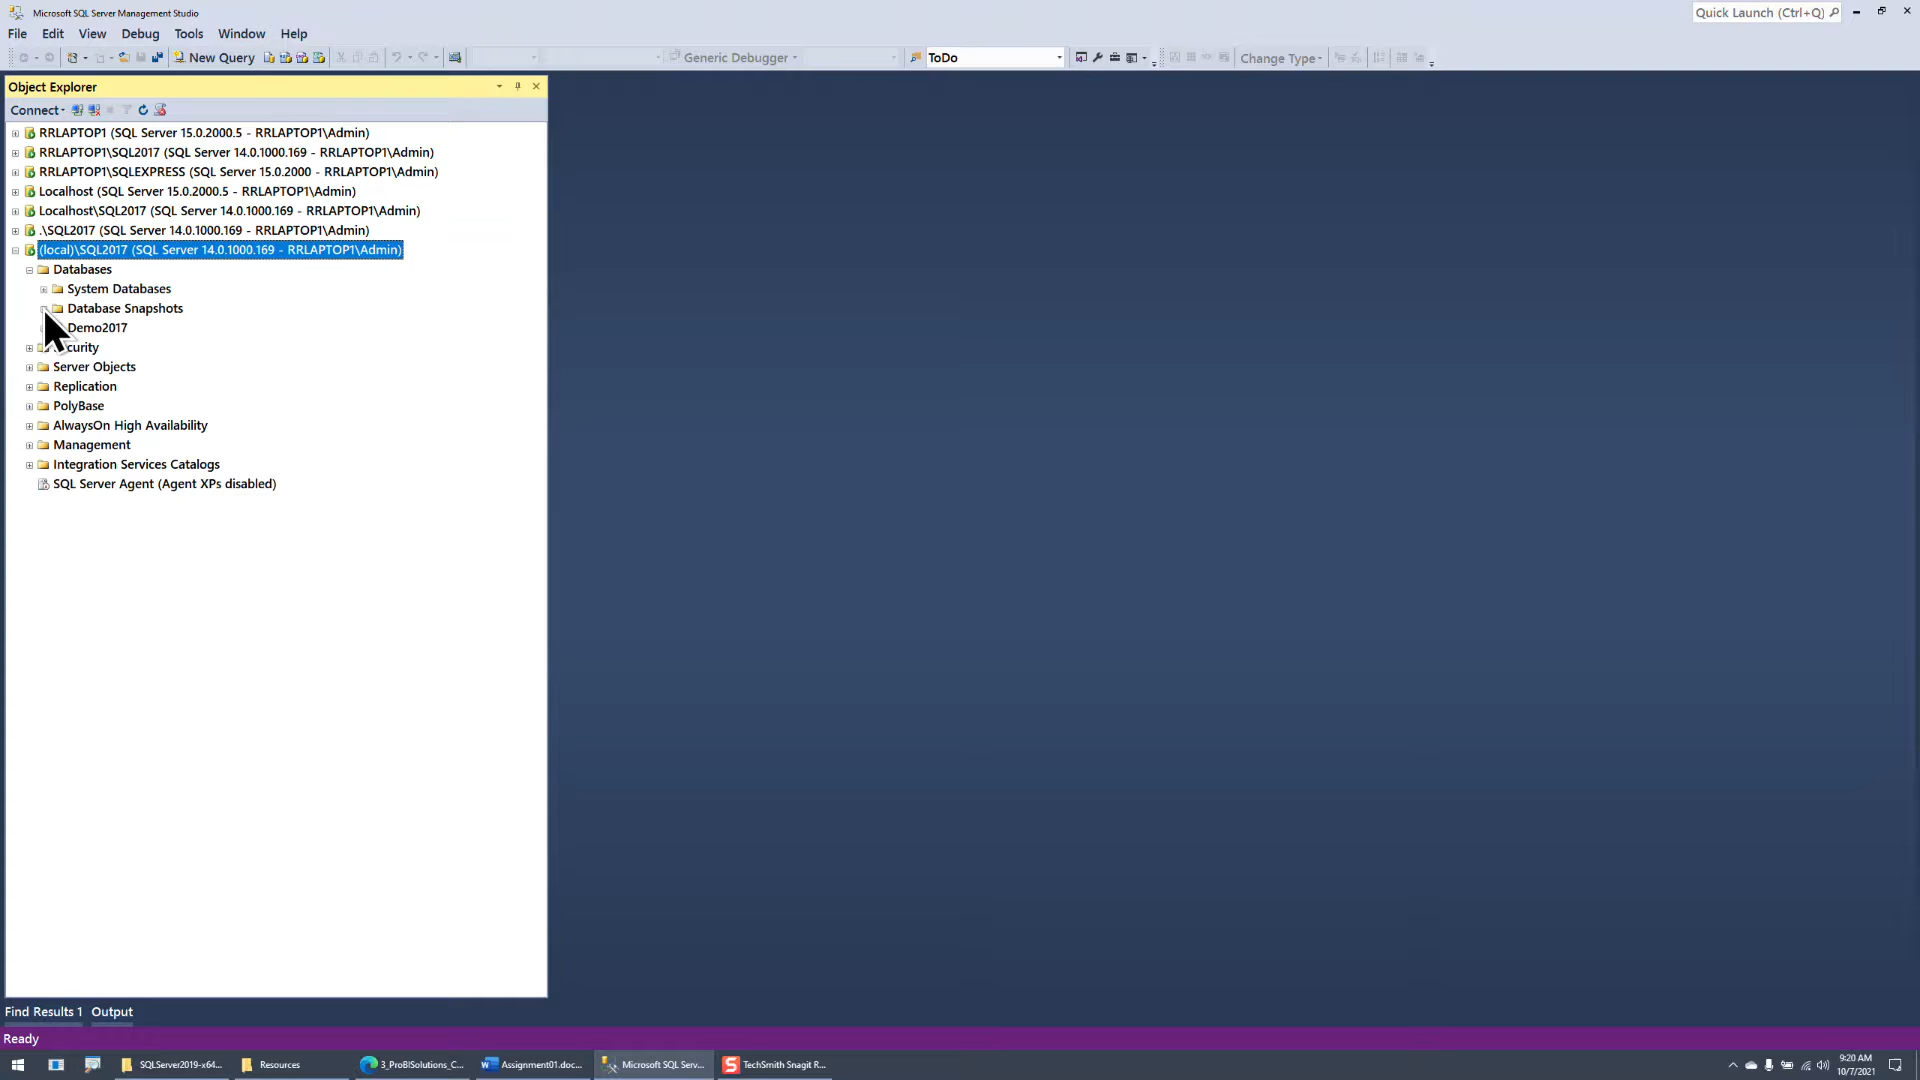 Microsoft SQL Server Management Studio
Quick Launch (Ctrl+Q)
File Edit View Debug Tools Window Help
New Query
Generic Debugger
ToDo
Change Type
Object Explorer
Connect
RRLAPTOP1 (SQL Server 15.0.2000.5 - RRLAPTOP1\Admin)
RRLAPTOP1\SQL2017 (SQL Server 14.0.1000.169 - RRLAPTOP1\Admin)
RRLAPTOP1\SQLEXPRESS (SQL Server 15.0.2000 - RRLAPTOP1\Admin)
Localhost (SQL Server 15.0.2000.5 - RRLAPTOP1\Admin)
Localhost\SQL2017 (SQL Server 14.0.1000.169 - RRLAPTOP1\Admin)
.\SQL2017 (SQL Server 14.0.1000.169 - RRLAPTOP1\Admin)
(local)\SQL2017 (SQL Server 14.0.1000.169 - RRLAPTOP1\Admin)
Databases
System Databases
Database Snapshots
Demo2017
curity
Server Objects
Replication
PolyBase
AlwaysOn High Availability
Management
Integration Services Catalogs
SQL Server Agent (Agent XPs disabled)
Find Results 1 Output
Ready
SQLServer2019-x64... Resources 3_ProBISolutions_C... Assignment01.doc... Microsoft SQL Serv... TechSmith Snagit R...
9:20 AM
10/7/2021